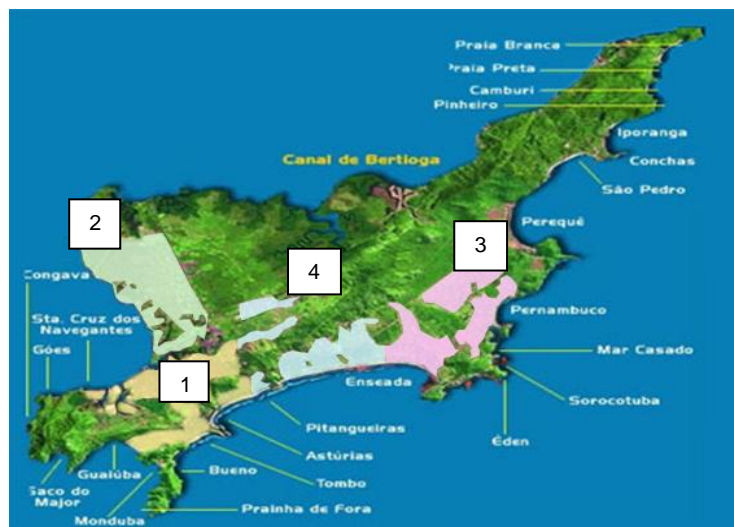 Praia Branca
Praia Preta
Camburi
Pinheiro
Iporanga
Canal de Bertioga
Conchas
São Pedro
2
Perequê
3
4
Congava
Pernambuco
Sta. Cruz dos
Navegantes
Góes
Mar Casado
1
Enseada
Sorocotuba
Pitangueiras
Éden
Astúrias
Guaiúba
Bueno
Tombo
Saco do
Major
Prainha de Fora
Monduba